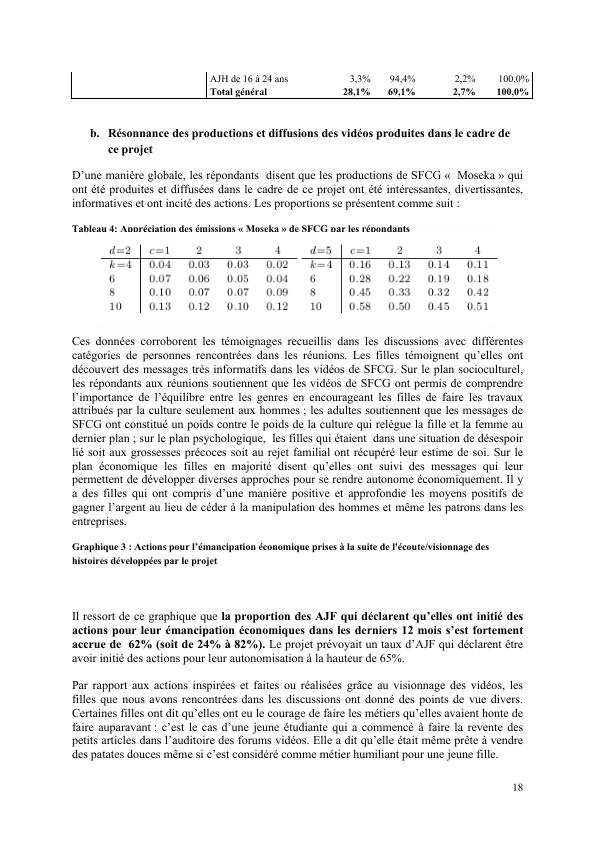 AJH de 16 à 24 ans 3,3% 94,4% 2,2% 100,0%
Total général 28,1% 69,1% 2,7% 100,0%
b. Résonnance des productions et diffusions des vidéos produites dans le cadre de
ce projet
D’une manière globale, les répondants disent que les productions de SFCG « Moseka » qui
ont été produites et diffusées dans le cadre de ce projet ont été intéressantes, divertissantes,
informatives et ont incité des actions. Les proportions se présentent comme suit :
Tableau 4: Appréciation des émissions « Moseka » de SFCG par les répondants
d=2 c=1 2 3 4 d=5 c=1 2 3 4
k=4 0.04 0.03 0.03 0.02 k=4 0.16 0.13 0.14 0.11
6 0.07 0.06 0.05 0.04 6 0.28 0.22 0.19 0.18
8 0.10 0.07 0.07 0.09 8 0.45 0.33 0.32 0.42
10 0.13 0.12 0.10 0.12 10 0.58 0.50 0.45 0.51
Ces données corroborent les témoignages recueillis dans les discussions avec différentes
catégories de personnes rencontrées dans les réunions. Les filles témoignent qu’elles ont
découvert des messages très informatifs dans les vidéos de SFCG. Sur le plan socioculturel,
les répondants aux réunions soutiennent que les vidéos de SFCG ont permis de comprendre
l’importance de l’équilibre entre les genres en encourageant les filles de faire les travaux
attribués par la culture seulement aux hommes ; les adultes soutiennent que les messages de
SFCG ont constitué un poids contre le poids de la culture qui relègue la fille et la femme au
dernier plan ; sur le plan psychologique, les filles qui étaient dans une situation de désespoir
lié soit aux grossesses précoces soit au rejet familial ont récupéré leur estime de soi. Sur le
plan économique les filles en majorité disent qu’elles ont suivi des messages qui leur
permettent de développer diverses approches pour se rendre autonome économiquement. Il y
a des filles qui ont compris d’une manière positive et approfondie les moyens positifs de
gagner l’argent au lieu de céder à la manipulation des hommes et même les patrons dans les
entreprises.
Graphique 3 : Actions pour l’émancipation économique prises à la suite de l'écoute/visionnage des
histoires développées par le projet
Il ressort de ce graphique que la proportion des AJF qui déclarent qu’elles ont initié des
actions pour leur émancipation économiques dans les derniers 12 mois s’est fortement
accrue de 62% (soit de 24% à 82%). Le projet prévoyait un taux d’AJF qui déclarent être
avoir initié des actions pour leur autonomisation à la hauteur de 65%.
Par rapport aux actions inspirées et faites ou réalisées grâce au visionnage des vidéos, les
filles que nous avons rencontrées dans les discussions ont donné des points de vue divers.
Certaines filles ont dit qu’elles ont eu le courage de faire les métiers qu’elles avaient honte de
faire auparavant : c’est le cas d’une jeune étudiante qui a commencé à faire la revente des
petits articles dans l’auditoire des forums vidéos. Elle a dit qu’elle était même prête à vendre
des patates douces même si c’est considéré comme métier humiliant pour une jeune fille.
18